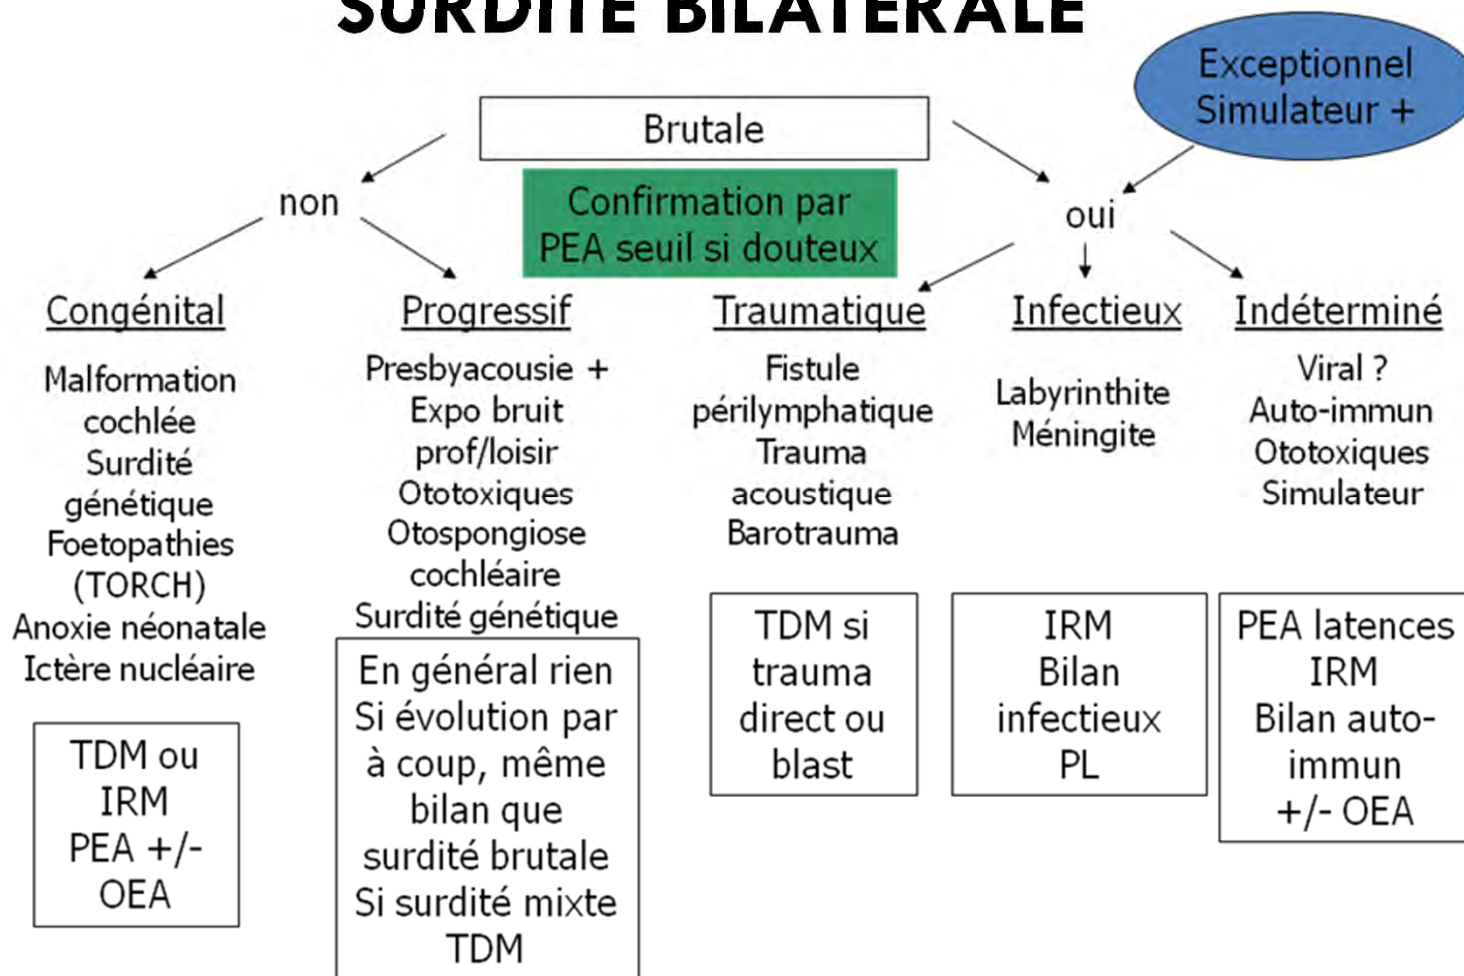 SURDITE BILATERALE
Exceptionnel
Simulateur +
Brutale
Confirmation par
PEA seuil si douteux
non
oui
Congénital
Malformation
cochlée
Surdité
génétique
Foetopathies
(TORCH)
Anoxie néonatale
Ictère nucléaire
TDM ou
IRM
PEA +/-
OEA
Progressif
Presbyacousie +
Expo bruit
prof/loisir
Ototoxiques
Otospongiose
cochléaire
Surdité génétique
En général rien
Si évolution par
à coup, même
bilan que
surdité brutale
Si surdité mixte
TDM
Traumatique
Fistule
périlymphatique
Trauma
acoustique
Barotrauma
TDM si
trauma
direct ou
blast
Infectieux
Labyrinthite
Méningite
IRM
Bilan
infectieux
PL
Indéterminé
Viral ?
Auto-immun
Ototoxiques
Simulateur
PEA latences
IRM
Bilan auto-
immun
+/- OEA